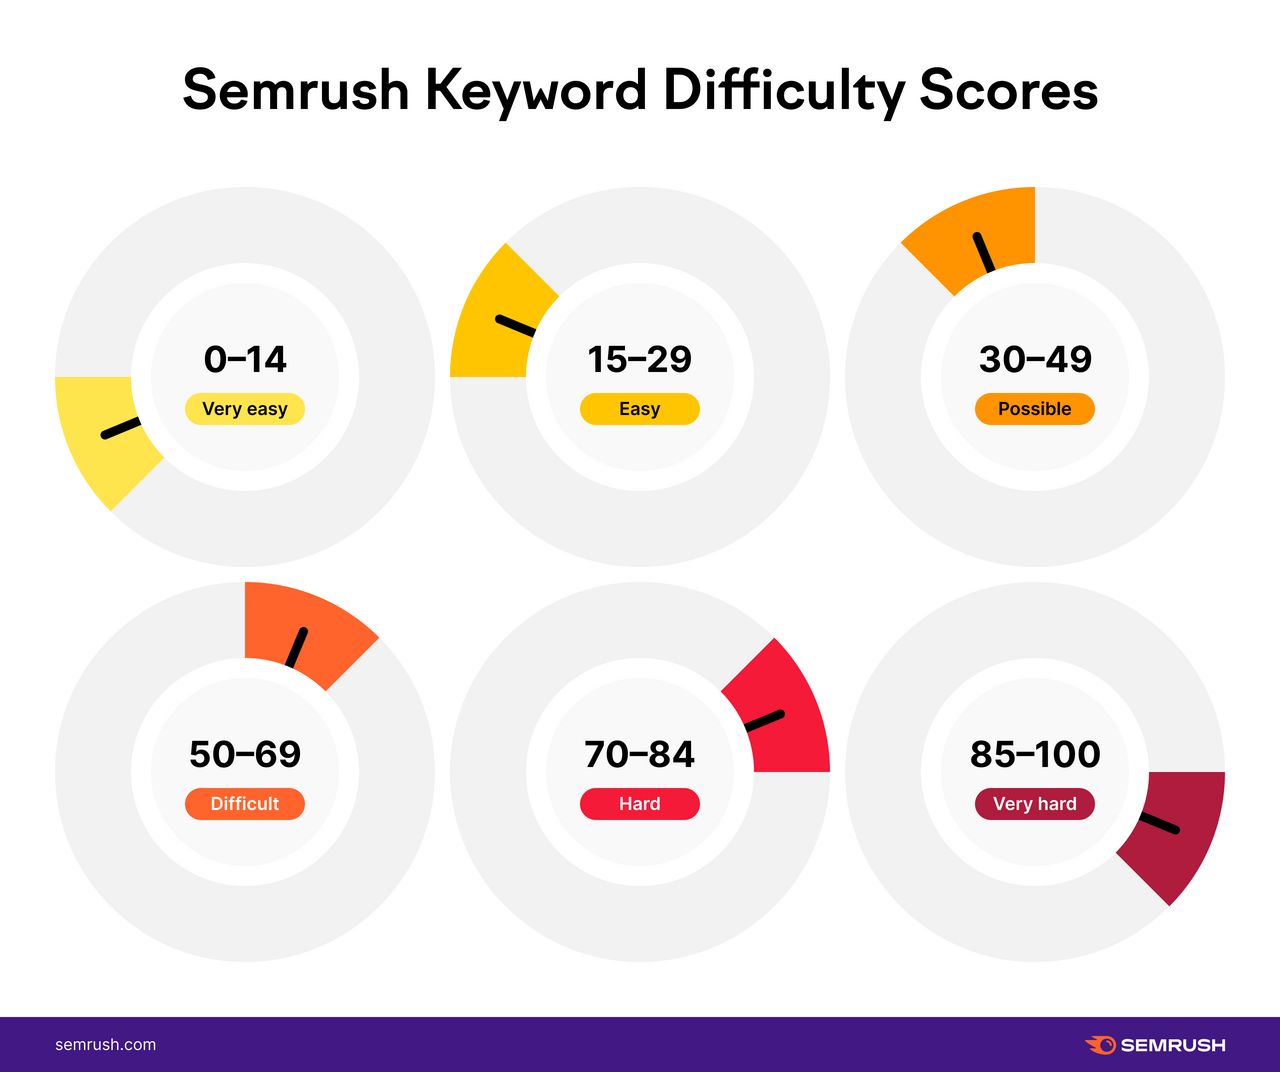 Semrush Keyword Difficulty Scores
0–14
Very easy
15–29
Easy
30–49
Possible
50–69
Difficult
70–84
Hard
85–100
Very hard
semrush.com
SEMRUSH